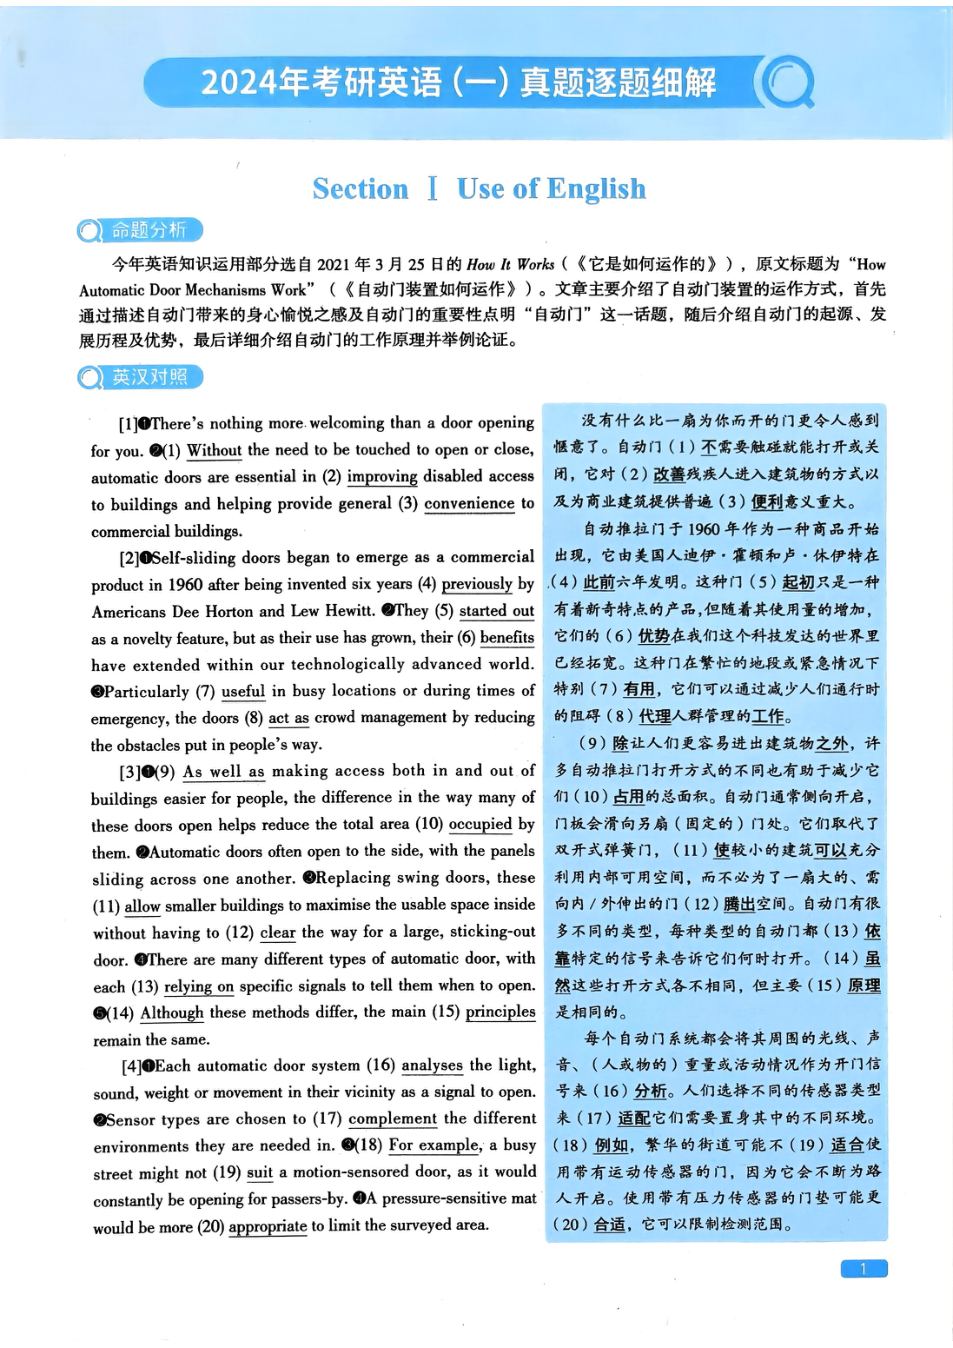 2024年考研英语(一)真题逐题细解
Section Ⅰ Use of English
命题分析
今年英语知识运用部分选自 2021 年 3 月 25 日的 How It Works(《它是如何运作的》),原文标题为“How
Automatic Door Mechanisms Work”(《自动门装置如何运作》)。文章主要介绍了自动门装置的运作方式,首先
通过描述自动门带来的身心愉悦之感及自动门的重要性点明“自动门”这一话题,随后介绍自动门的起源、发
展历程及优势,最后详细介绍自动门的工作原理并举例论证。
英汉对照
[1]❶There's nothing more welcoming than a door opening
for you. ❷(1) Without the need to be touched to open or close,
automatic doors are essential in (2) improving disabled access
to buildings and helping provide general (3) convenience to
commercial buildings.
[2]❶Self-sliding doors began to emerge as a commercial
product in 1960 after being invented six years (4) previously by
Americans Dee Horton and Lew Hewitt. ❷They (5) started out
as a novelty feature, but as their use has grown, their (6) benefits
have extended within our technologically advanced world.
❸Particularly (7) useful in busy locations or during times of
emergency, the doors (8) act as crowd management by reducing
the obstacles put in people's way.
[3]❶(9) As well as making access both in and out of
buildings easier for people, the difference in the way many of
these doors open helps reduce the total area (10) occupied by
them. ❷Automatic doors often open to the side, with the panels
sliding across one another. ❸Replacing swing doors, these
(11) allow smaller buildings to maximise the usable space inside
without having to (12) clear the way for a large, sticking-out
door. ❹There are many different types of automatic door, with
each (13) relying on specific signals to tell them when to open.
❺(14) Although these methods differ, the main (15) principles
remain the same.
[4]❶Each automatic door system (16) analyses the light,
sound, weight or movement in their vicinity as a signal to open.
❷Sensor types are chosen to (17) complement the different
environments they are needed in. ❸(18) For example, a busy
street might not (19) suit a motion-sensored door, as it would
constantly be opening for passers-by. ❹A pressure-sensitive mat
would be more (20) appropriate to limit the surveyed area.
没有什么比一扇为你而开的门更令人感到
惬意了。自动门(1)不需要触碰就能打开或关
闭,它对(2)改善残疾人进入建筑物的方式以
及为商业建筑提供普遍(3)便利意义重大。
自动推拉门于 1960 年作为一种商品开始
出现,它由美国人迪伊·霍顿和卢·休伊特在
(4)此前六年发明。这种门(5)起初只是一种
有着新奇特点的产品,但随着其使用量的增加,
它们的(6)优势在我们这个科技发达的世界里
已经拓宽。这种门在繁忙的地段或紧急情况下
特别(7)有用,它们可以通过减少人们通行时
的阻碍(8)代理人群管理的工作。
(9)除让人们更容易进出建筑物之外,许
多自动推拉门打开方式的不同也有助于减少它
们(10)占用的总面积。自动门通常侧向开启,
门板会滑向另扇(固定的)门处。它们取代了
双开式弹簧门,(11)使较小的建筑可以充分
利用内部可用空间,而不必为了一扇大的、需
向内/外伸出的门(12)腾出空间。自动门有很
多不同的类型,每种类型的自动门都(13)依
靠特定的信号来告诉它们何时打开。(14)虽
然这些打开方式各不相同,但主要(15)原理
是相同的。
每个自动门系统都会将其周围的光线、声
音、(人或物的)重量或活动情况作为开门信
号来(16)分析。人们选择不同的传感器类型
来(17)适配它们需要置身其中的不同环境。
(18)例如,繁华的街道可能不(19)适合使
用带有运动传感器的门,因为它会不断为路
人开启。使用带有压力传感器的门垫可能更
(20)合适,它可以限制检测范围。
1